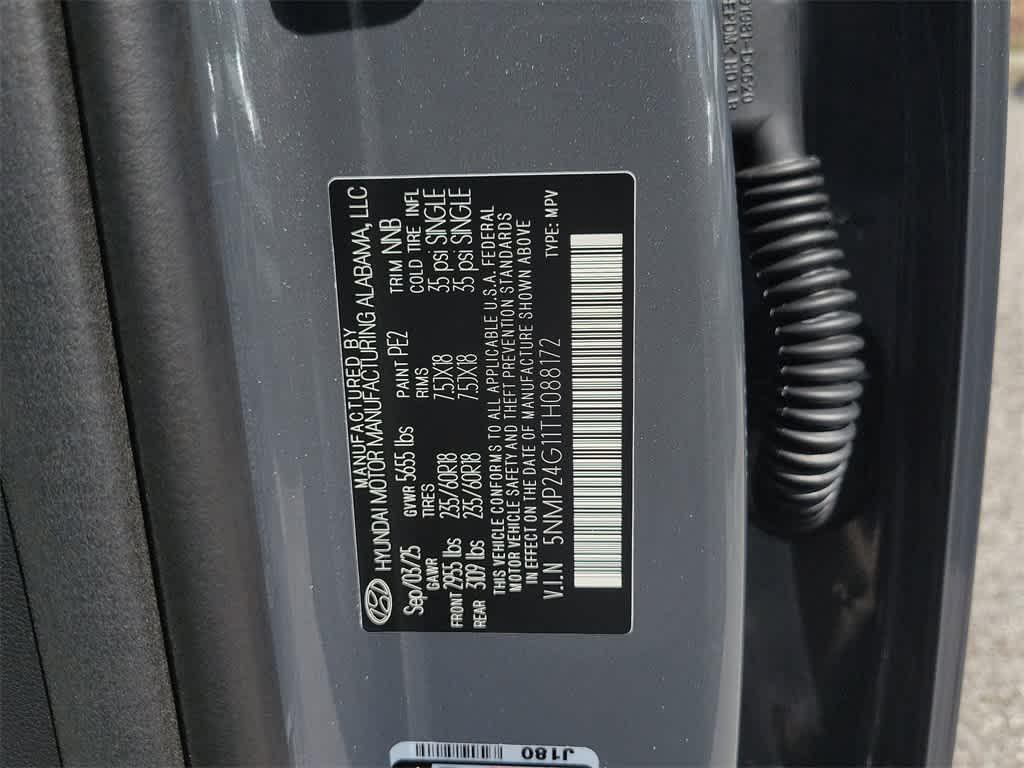 MANUFACTURED BY
HYUNDAI MOTOR MANUFACTURING ALABAMA, LLC
Sep/03/25 GVWR 5655 lbs PAINT PE2 TRIM NNB
GAWR TIRES RIMS COLD TIRE INFL
FRONT 2955 lbs 235/60R18 7.5JX18 35 psi SINGLE
REAR 3109 lbs 235/60R18 7.5JX18 35 psi SINGLE
THIS VEHICLE CONFORMS TO ALL APPLICABLE U.S.A. FEDERAL
MOTOR VEHICLE SAFETY AND THEFT PREVENTION STANDARDS
IN EFFECT ON THE DATE OF MANUFACTURE SHOWN ABOVE
V.I.N 5NMP24G11TH088172 TYPE: MPV
J180